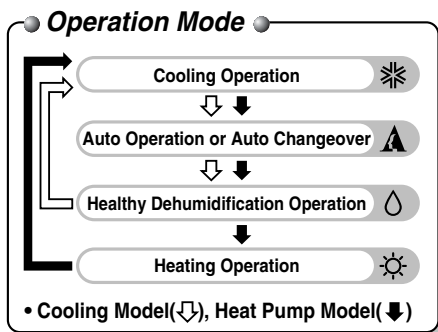 Operation Mode
Cooling Operation
Auto Operation or Auto Changeover
Healthy Dehumidification Operation
Heating Operation
• Cooling Model(⇩), Heat Pump Model(⬇)